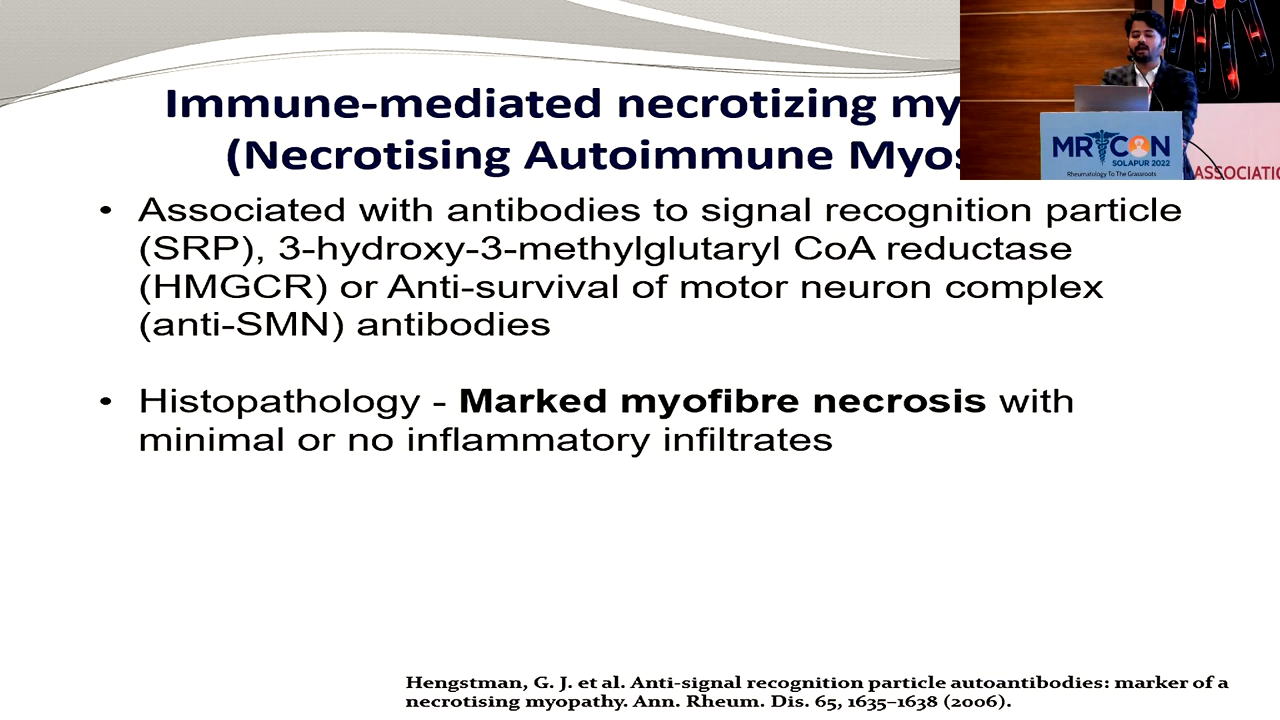 Immune-mediated necrotizing my
(Necrotising Autoimmune Myos
MRCON
SOLAPUR 2022
Rheumatology To The Grassroots
ASSOCIATIO
• Associated with antibodies to signal recognition particle
(SRP), 3-hydroxy-3-methylglutaryl CoA reductase
(HMGCR) or Anti-survival of motor neuron complex
(anti-SMN) antibodies
• Histopathology - Marked myofibre necrosis with
minimal or no inflammatory infiltrates
Hengstman, G. J. et al. Anti-signal recognition particle autoantibodies: marker of a
necrotising myopathy. Ann. Rheum. Dis. 65, 1635–1638 (2006).